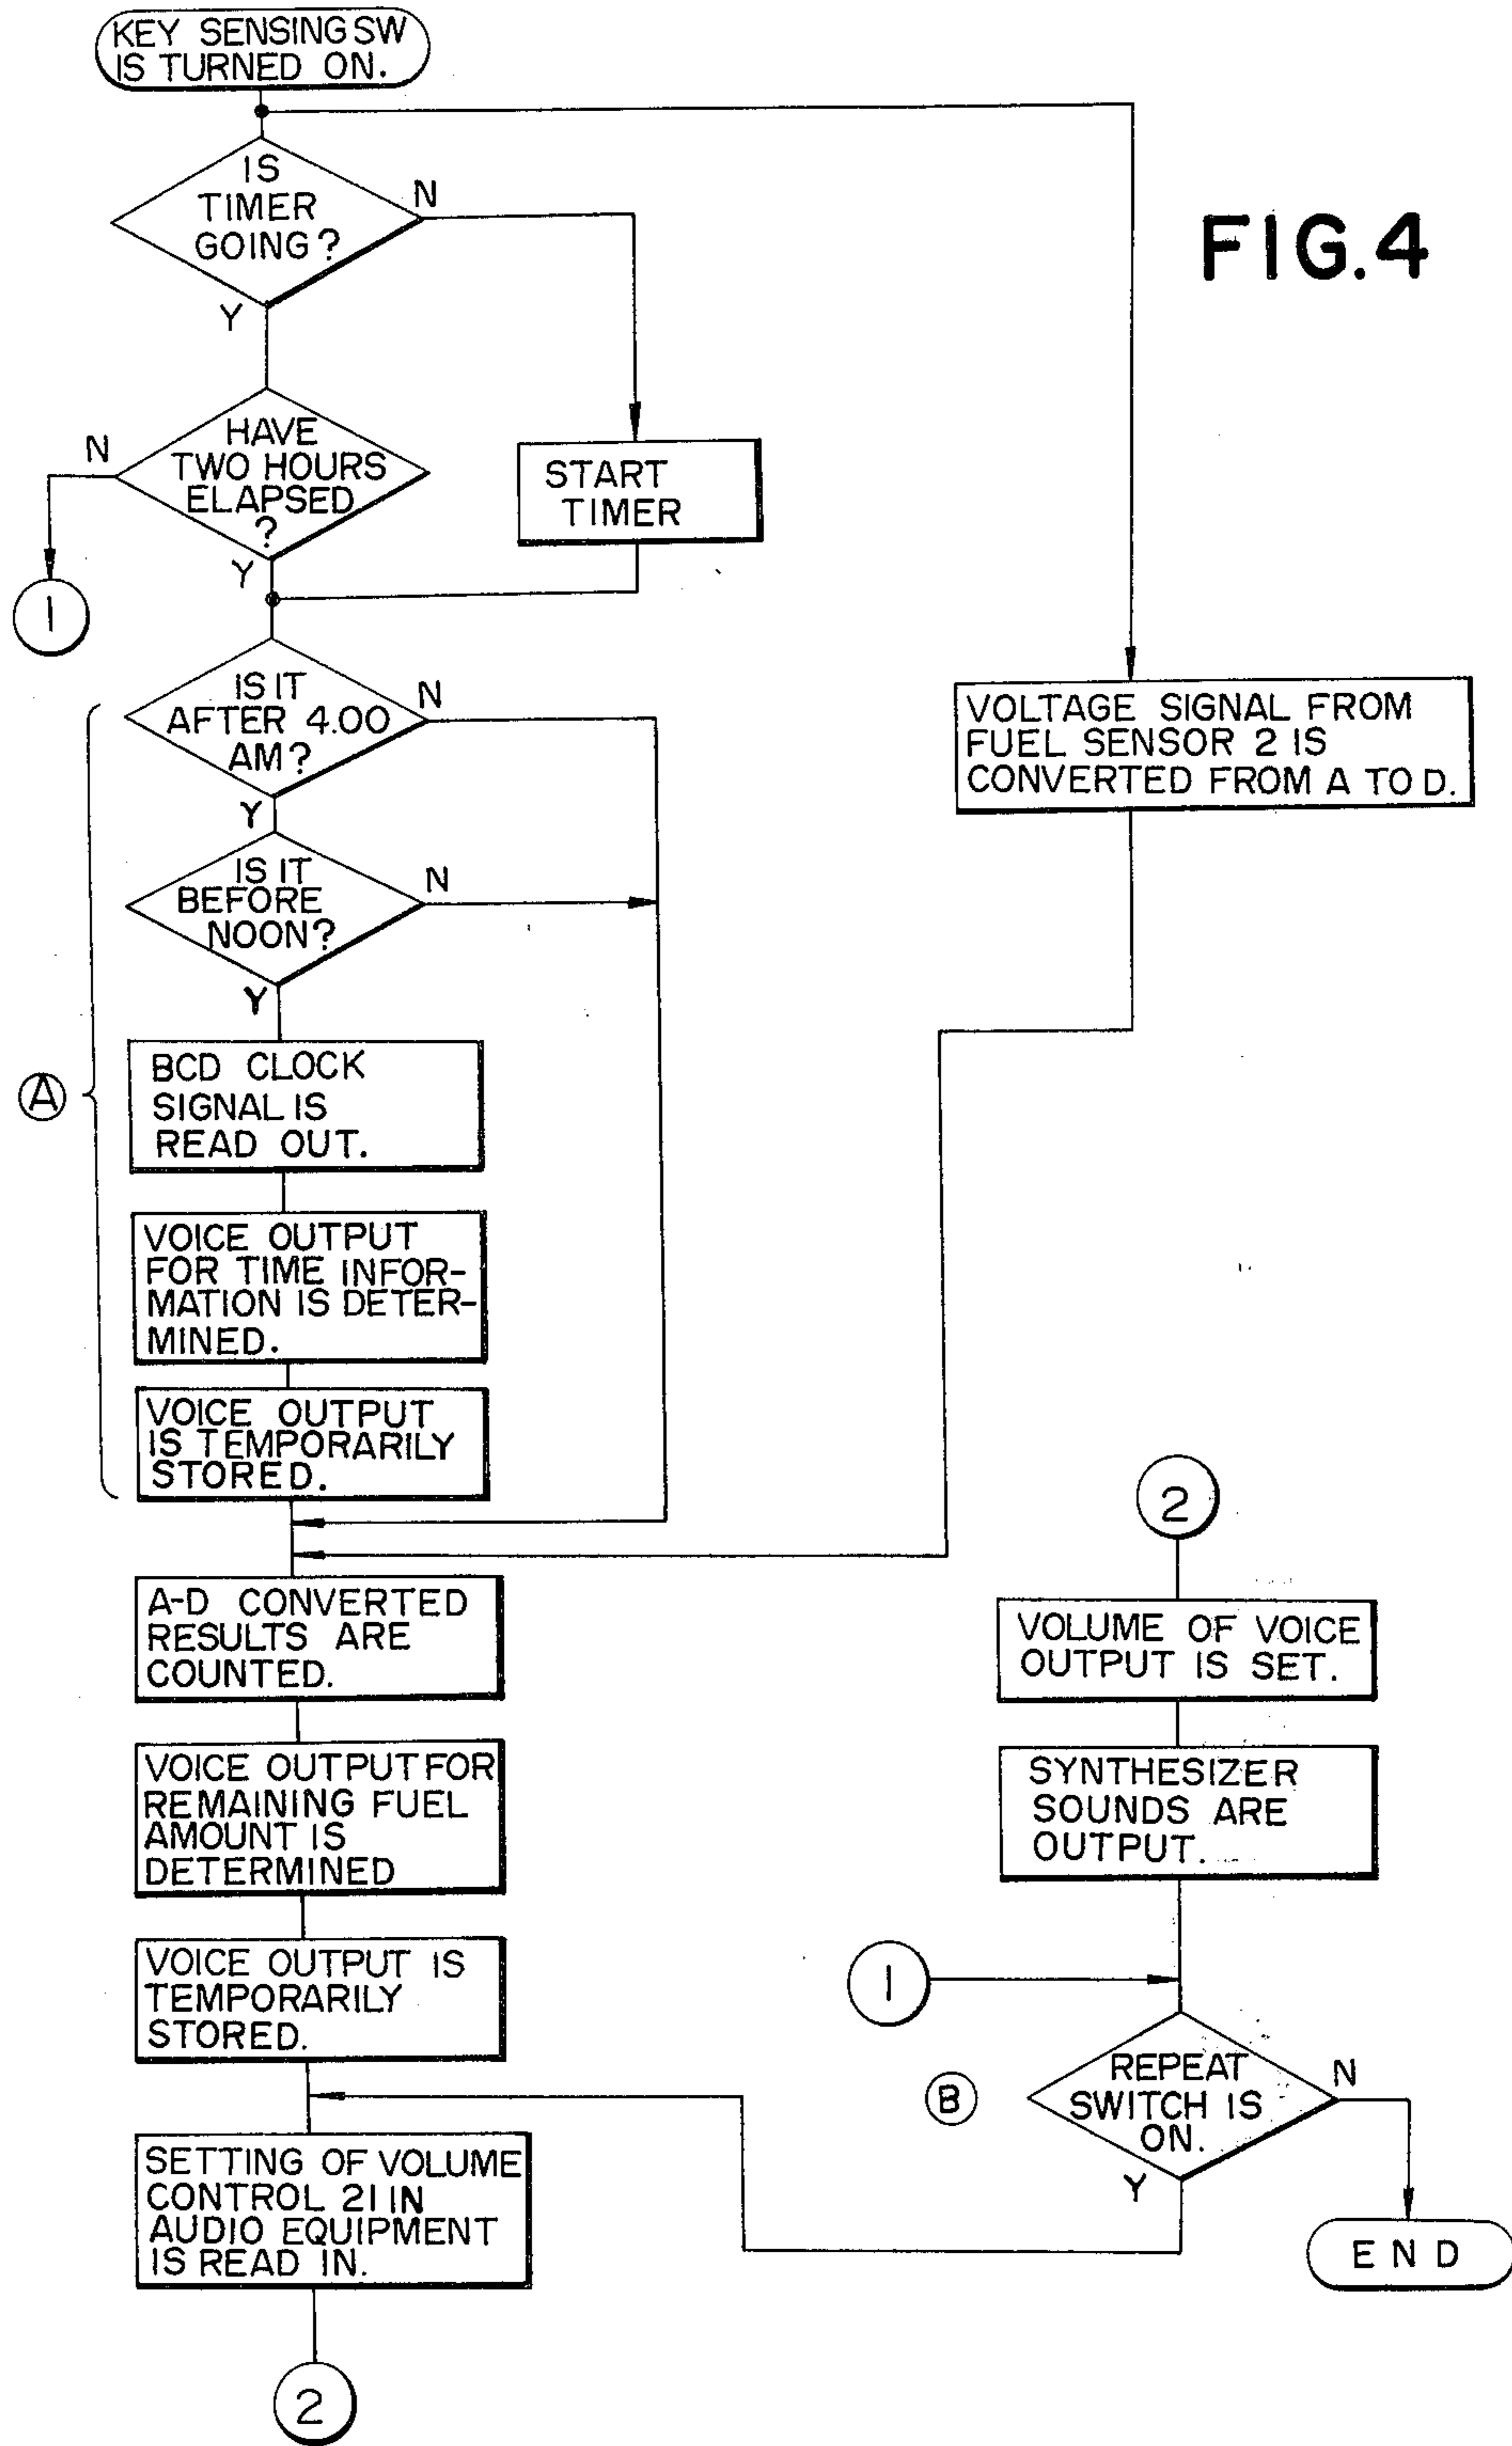 KEY SENSING SW
IS TURNED ON.
IS
TIMER
GOING?
N
Y
FIG.4
HAVE
TWO HOURS
ELAPSED
?
N
Y
START
TIMER
1
IS IT
AFTER 4.00
AM?
N
Y
VOLTAGE SIGNAL FROM
FUEL SENSOR 2 IS
CONVERTED FROM A TO D.
IS IT
BEFORE
NOON?
N
Y
A
BCD CLOCK
SIGNAL IS
READ OUT.
VOICE OUTPUT
FOR TIME INFOR-
MATION IS DETER-
MINED.
VOICE OUTPUT
IS TEMPORARILY
STORED.
A-D CONVERTED
RESULTS ARE
COUNTED.
VOICE OUTPUT FOR
REMAINING FUEL
AMOUNT IS
DETERMINED
VOICE OUTPUT IS
TEMPORARILY
STORED.
SETTING OF VOLUME
CONTROL 21 IN
AUDIO EQUIPMENT
IS READ IN.
2
2
VOLUME OF VOICE
OUTPUT IS SET.
SYNTHESIZER
SOUNDS ARE
OUTPUT.
1
B
REPEAT
SWITCH IS
ON.
N
Y
END